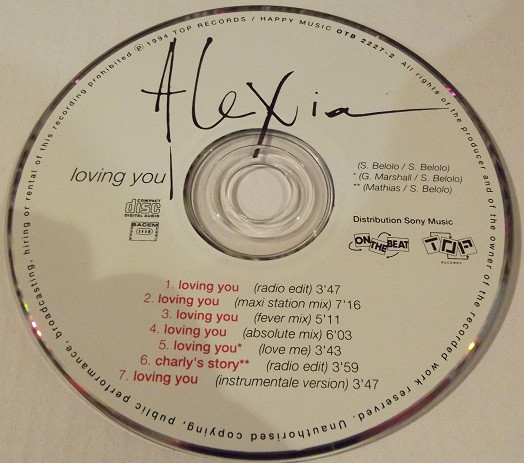 ℗ 1994 TOP RECORDS / HAPPY MUSIC OTB 2227-2 All rights of the producer and of the owner of the recorded work reserved. Unauthorised copying, public performance, broadcasting, hiring or rental of this recording prohibited
Alexia
loving you
(S. Belolo / S. Belolo)
* (G. Marshall / S. Belolo)
** (Mathias / S. Belolo)
COMPACT
disc
DIGITAL AUDIO
SACEM
Distribution Sony Music
ON THE BEAT
TOP
RECORDS
1. loving you (radio edit) 3'47
2. loving you (maxi station mix) 7'16
3. loving you (fever mix) 5'11
4. loving you (absolute mix) 6'03
5. loving you* (love me) 3'43
6. charly's story** (radio edit) 3'59
7. loving you (instrumentale version) 3'47